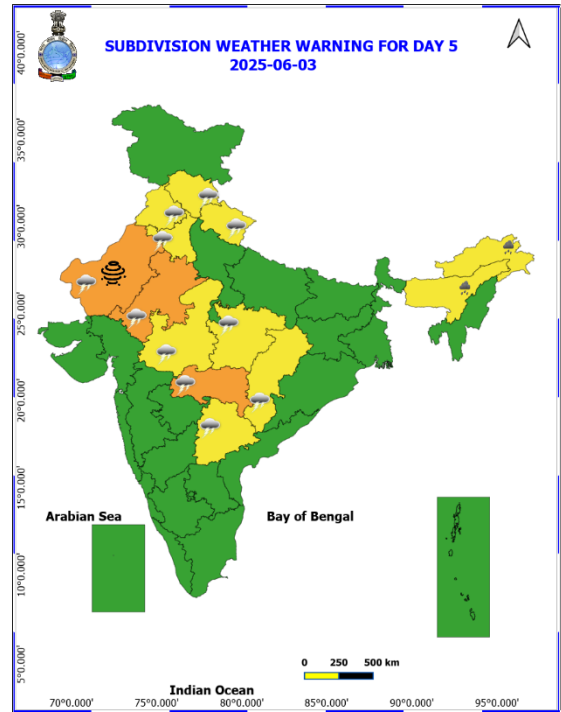 SUBDIVISION WEATHER WARNING FOR DAY 5
2025-06-03
40°0.000'
35°0.000'
30°0.000'
25°0.000'
20°0.000'
15°0.000'
10°0.000'
5°0.000'
Arabian Sea
Bay of Bengal
0 250 500 km
Indian Ocean
70°0.000' 75°0.000' 80°0.000' 85°0.000' 90°0.000' 95°0.000'